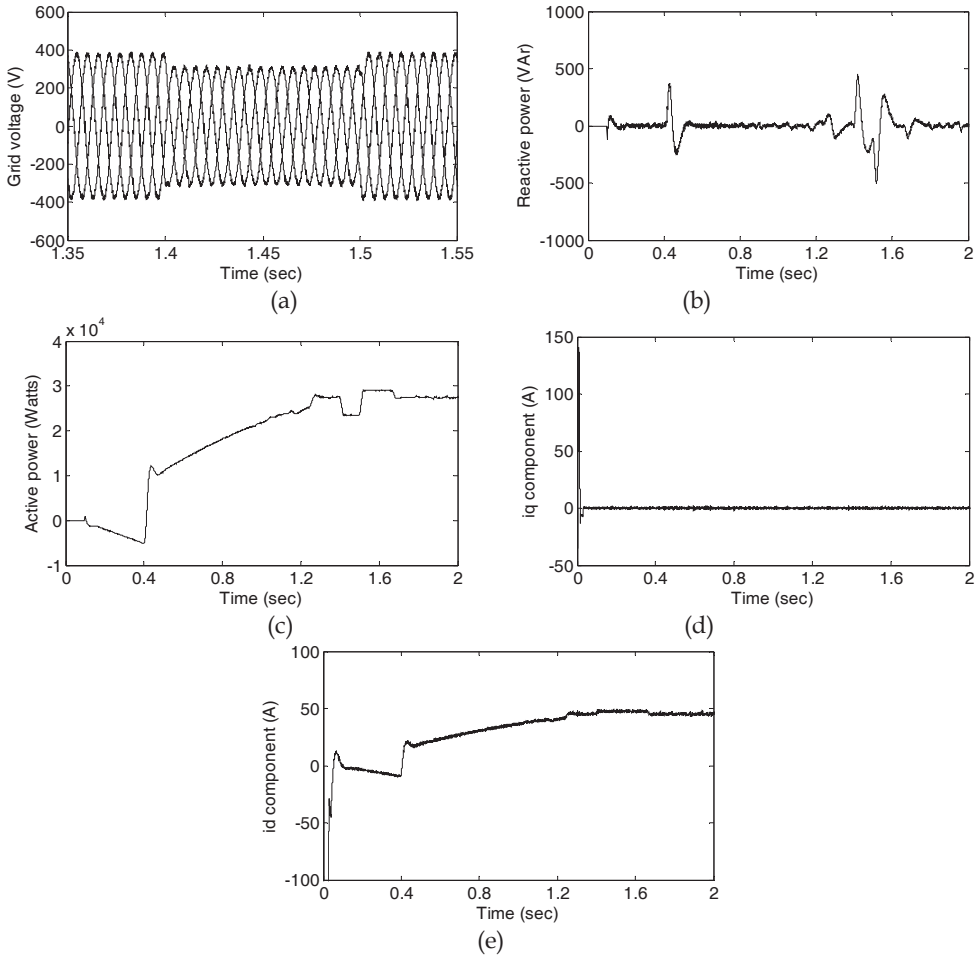 600
400
200
0
-200
-400
-600
Grid voltage (V)
1.35 1.4 1.45 1.5 1.55
Time (sec)
(a)
1000
500
0
-500
-1000
Reactive power (VAr)
0 0.4 0.8 1.2 1.6 2
Time (sec)
(b)
x 10^4
4
3
2
1
0
-1
Active power (Watts)
0 0.4 0.8 1.2 1.6 2
Time (sec)
(c)
150
100
50
0
-50
iq component (A)
0 0.4 0.8 1.2 1.6 2
Time (sec)
(d)
100
50
0
-50
-100
id component (A)
0 0.4 0.8 1.2 1.6 2
Time (sec)
(e)